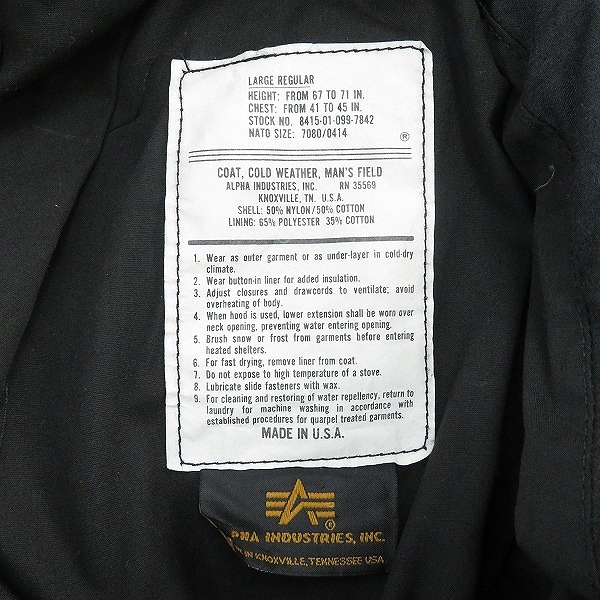 LARGE REGULAR
HEIGHT: FROM 67 TO 71 IN.
CHEST: FROM 41 TO 45 IN.
STOCK NO. 8415-01-099-7842
NATO SIZE: 7080/0414
®
COAT, COLD WEATHER, MAN'S FIELD
ALPHA INDUSTRIES, INC. RN 35569
KNOXVILLE, TN. U.S.A.
SHELL: 50% NYLON/50% COTTON
LINING: 65% POLYESTER 35% COTTON
1. Wear as outer garment or as under-layer in cold-dry
climate.
2. Wear button-in liner for added insulation.
3. Adjust closures and drawcords to ventilate; avoid
overheating of body.
4. When hood is used, lower extension shall be worn over
neck opening, preventing water entering opening.
5. Brush snow or frost from garments before entering
heated shelters.
6. For fast drying, remove liner from coat.
7. Do not expose to high temperature of a stove.
8. Lubricate slide fasteners with wax.
9. For cleaning and restoring of water repellency, return to
laundry for machine washing in accordance with
established procedures for quarpel treated garments.
MADE IN U.S.A.
®
PHA INDUSTRIES, INC.
IN KNOXVILLE, TENNESSEE USA